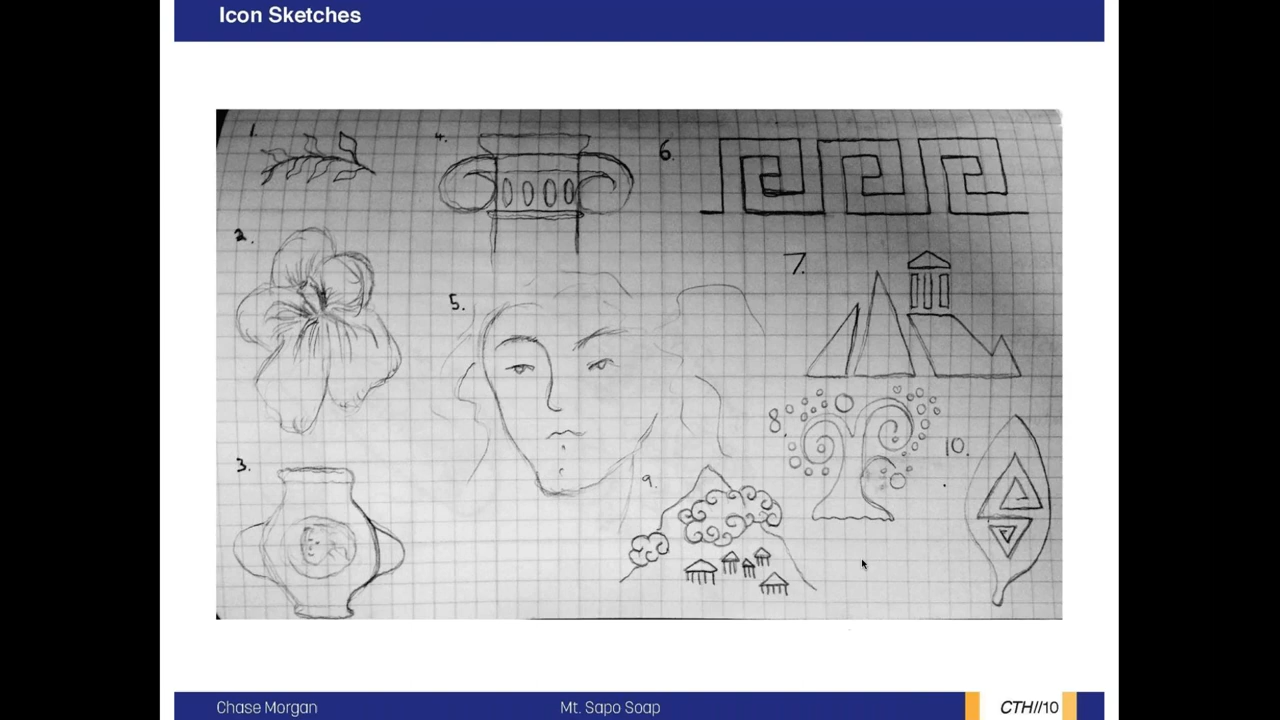 Icon Sketches
1.
4.
6.
2.
7.
5.
8.
10.
3.
9.
Chase Morgan
Mt. Sapo Soap
CTH//10